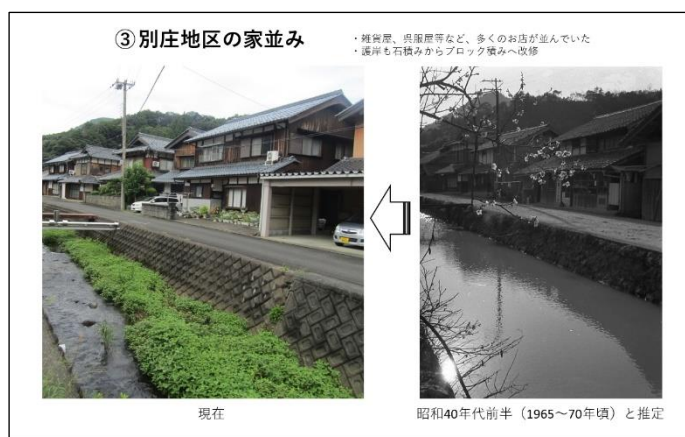 ③別庄地区の家並み
・雑貨屋、呉服屋等など、多くのお店が並んでいた
・護岸も石積みからブロック積みへ改修
現在
昭和40年代前半（1965～70年頃）と推定